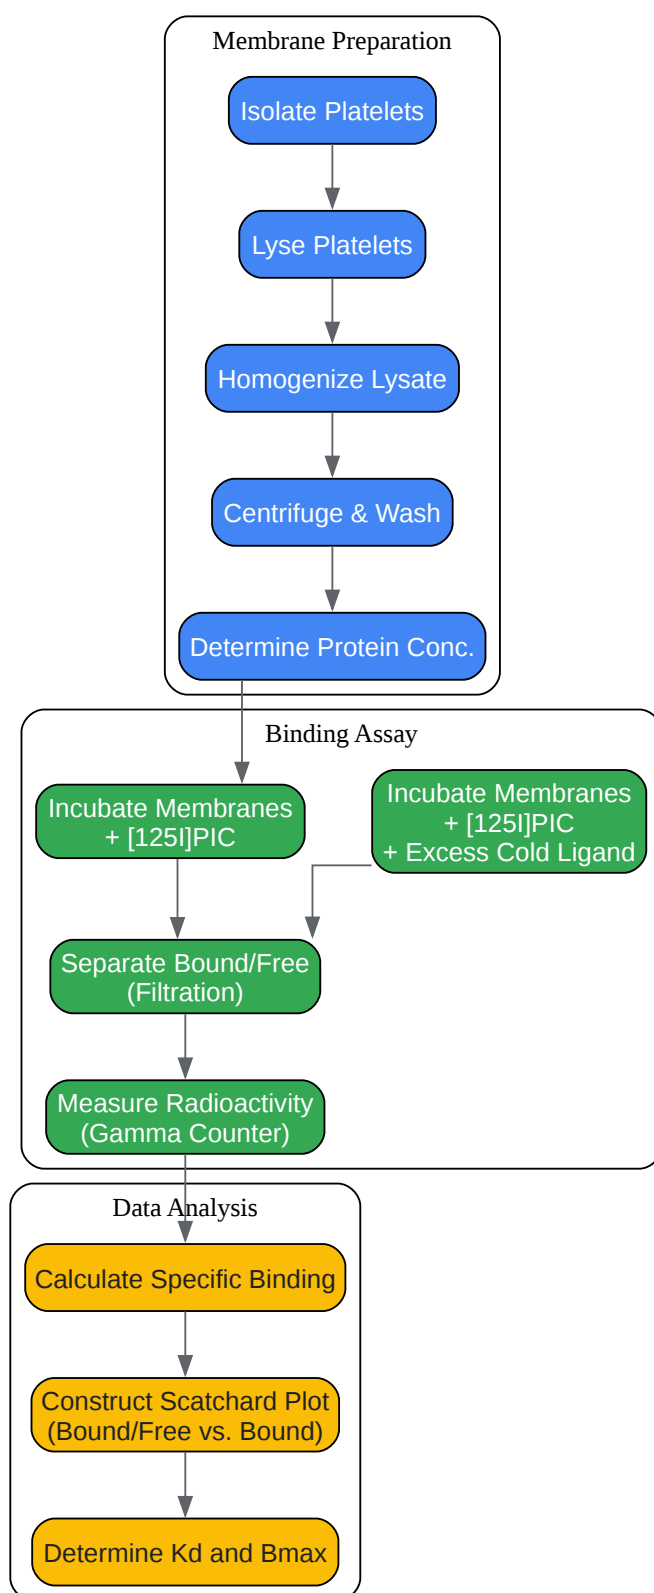 Membrane Preparation
Isolate Platelets
Lyse Platelets
Homogenize Lysate
Centrifuge & Wash
Determine Protein Conc.
Binding Assay
Incubate Membranes
+ [125I]PIC
Incubate Membranes
+ [125I]PIC
+ Excess Cold Ligand
Separate Bound/Free
(Filtration)
Measure Radioactivity
(Gamma Counter)
Data Analysis
Calculate Specific Binding
Construct Scatchard Plot
(Bound/Free vs. Bound)
Determine Kd and Bmax